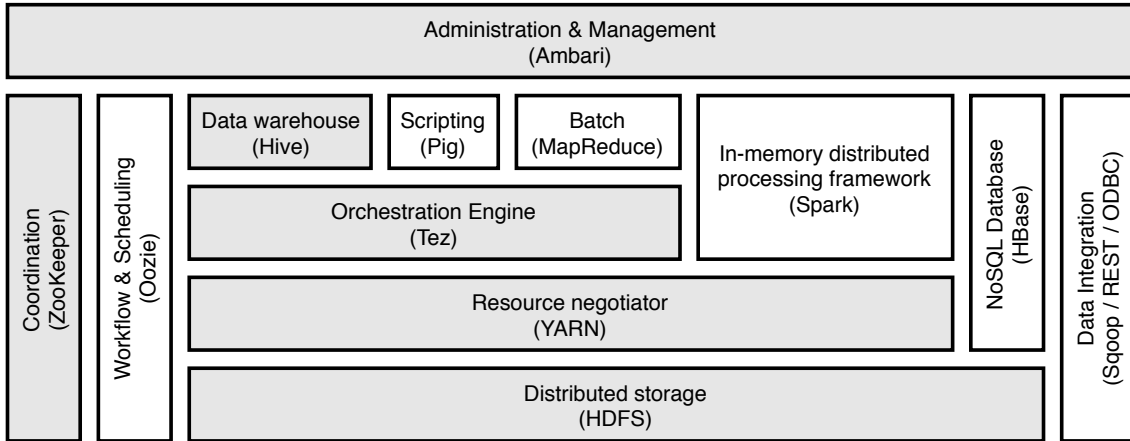 Administration & Management
(Ambari)
Coordination
(ZooKeeper)
Workflow & Scheduling
(Oozie)
Data warehouse
(Hive)
Scripting
(Pig)
Batch
(MapReduce)
In-memory distributed
processing framework
(Spark)
Orchestration Engine
(Tez)
Resource negotiator
(YARN)
Distributed storage
(HDFS)
NoSQL Database
(HBase)
Data Integration
(Sqoop / REST / ODBC)